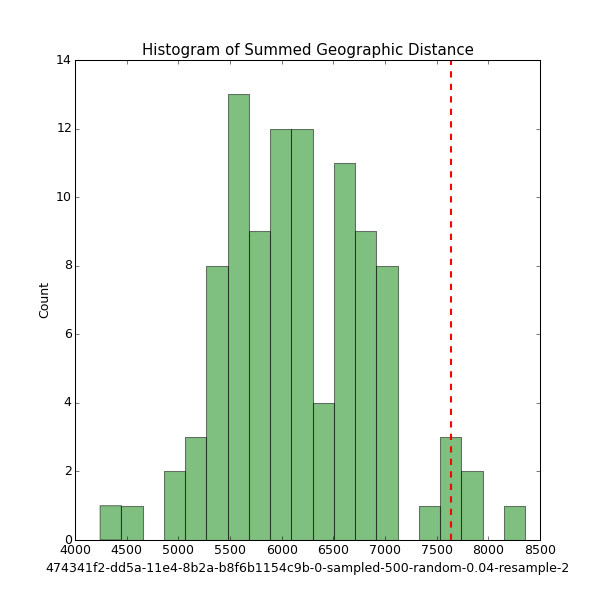 Histogram of Summed Geographic Distance
14
12
10
8
6
4
2
0
Count
4000 4500 5000 5500 6000 6500 7000 7500 8000 8500
474341f2-dd5a-11e4-8b2a-b8f6b1154c9b-0-sampled-500-random-0.04-resample-2